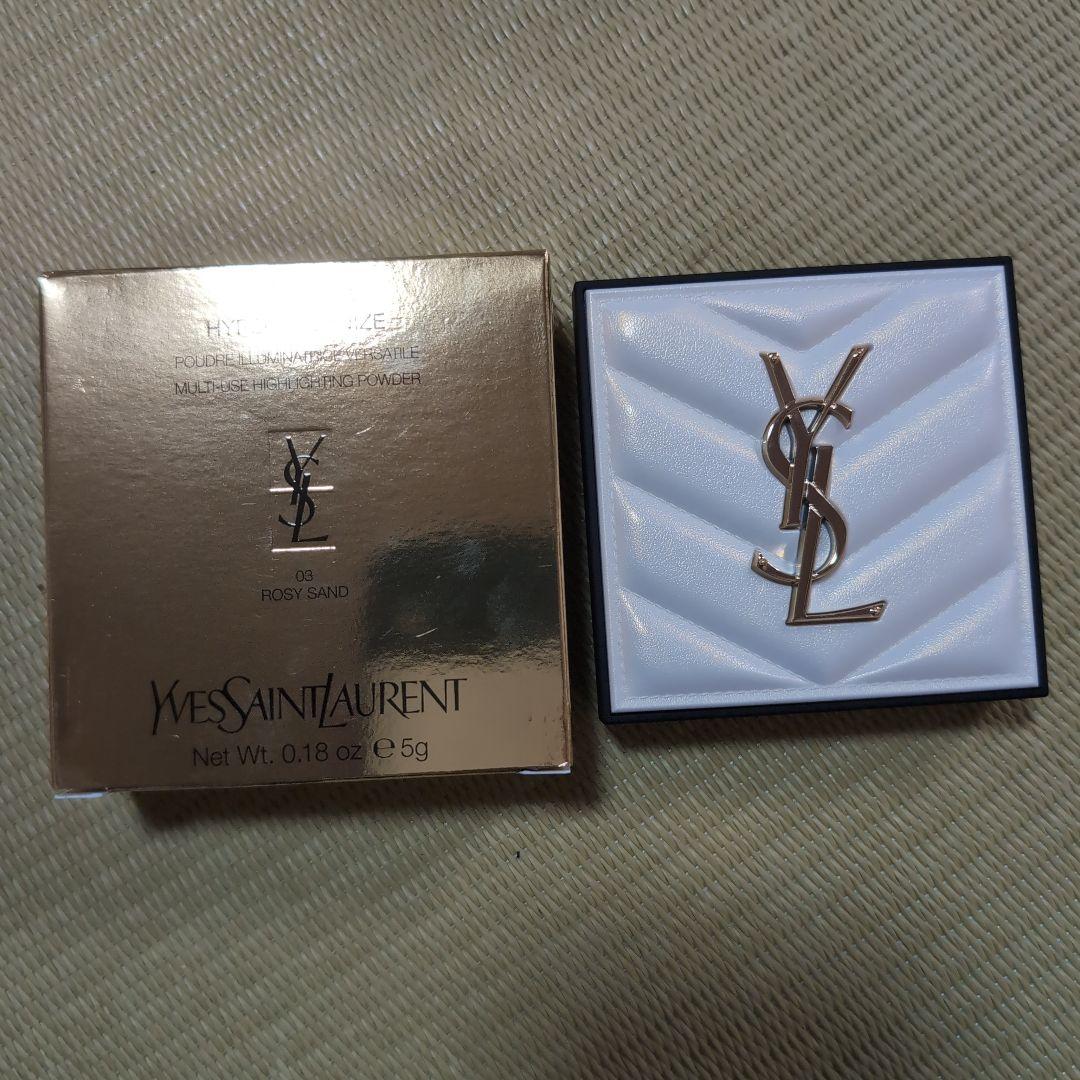 POUDRE ILLUMINATRICE VERSATILE
MULTI-USE HIGHLIGHTING POWDER
YSL
03
ROSY SAND
YVESSAINTLAURENT
Net Wt. 0.18 oz ℮ 5g
YSL